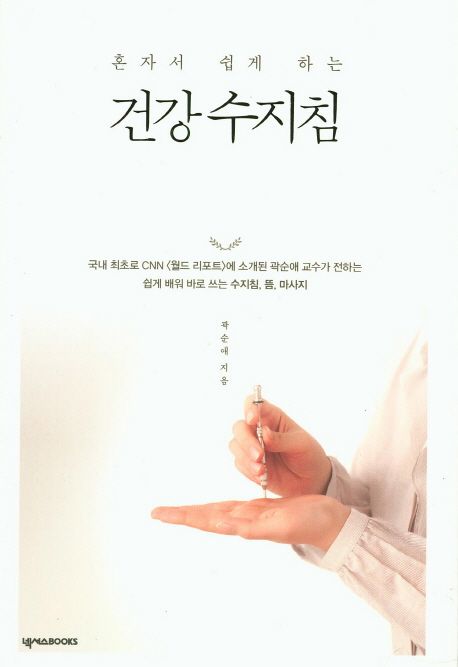 혼자서 쉽게 하는
건강 수지침
국내 최초로 CNN 〈월드 리포트〉에 소개된 곽순애 교수가 전하는
쉽게 배워 바로 쓰는 수지침, 뜸, 마사지
곽순애 지음
넥서스BOOKS